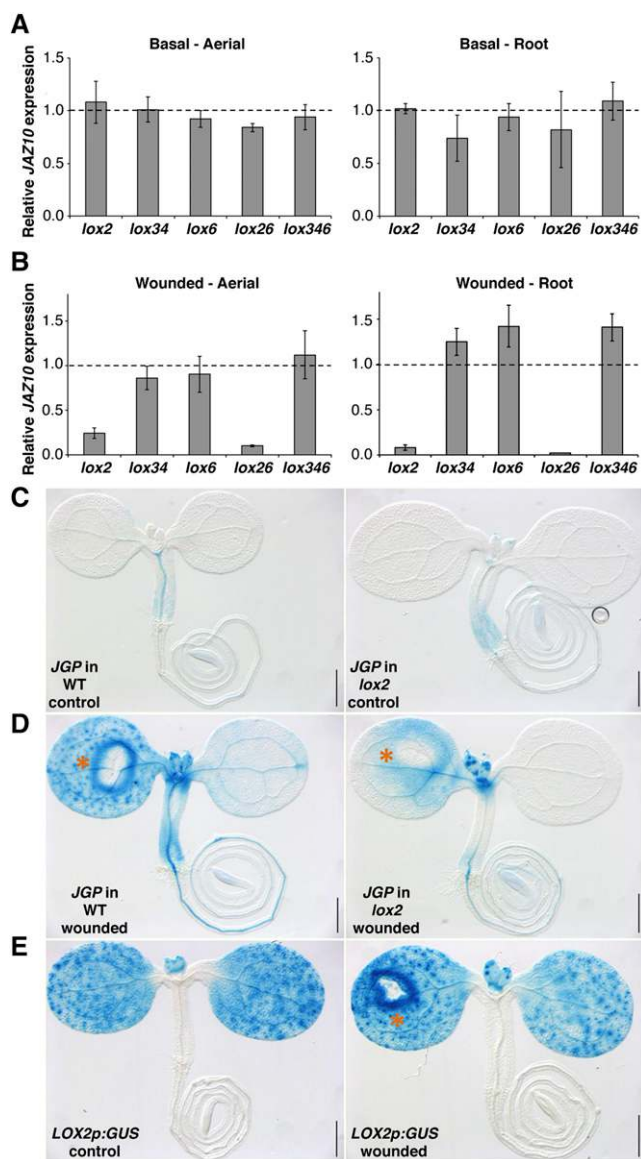 A
Basal - Aerial
Basal - Root
Relative JAZ10 expression
1.5
1.0
0.5
0.0
1.5
1.0
0.5
0.0
lox2 lox34 lox6 lox26 lox346
lox2 lox34 lox6 lox26 lox346
B
Wounded - Aerial
Wounded - Root
Relative JAZ10 expression
1.5
1.0
0.5
0.0
1.5
1.0
0.5
0.0
lox2 lox34 lox6 lox26 lox346
lox2 lox34 lox6 lox26 lox346
C
JGP in
WT
control
JGP in
lox2
control
D
*
JGP in
WT
wounded
*
JGP in
lox2
wounded
E
LOX2p:GUS
control
*
LOX2p:GUS
wounded